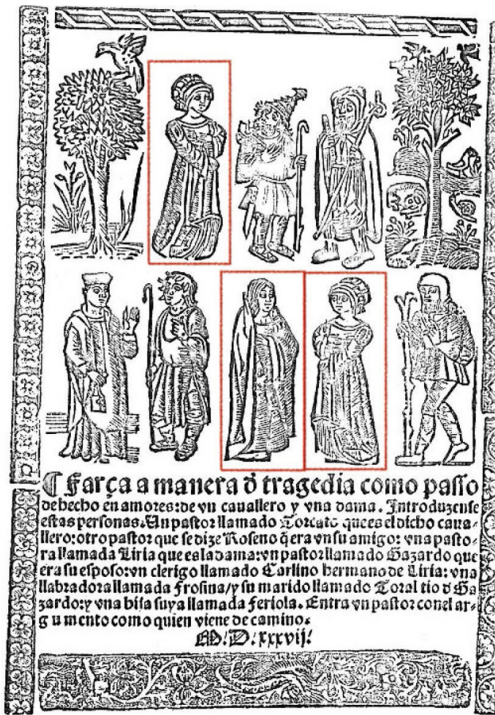 ¶ Farça a manera d̄ tragedia como passo
de hecho en amores: de vn cauallero y vna dama. Introduzense
estas personas. Un pastor llamado Torcato que es el dicho caua-
llero: otro pastor que se dize Roseno q̄ era vn su amigo: vna pasto-
ra llamada Liria que es la dama: vn pastor llamado Gazardo que
era su esposo: vn clerigo llamado Carlino hermano de Liria: vna
llabradora llamada Frosina/ y su marido llamado Toral tio d̄ Ga
zardo: y vna hija suya llamada Feriola. Entra vn pastor con el ar-
gumento como quien viene de camino.
M. D. xxxvij.